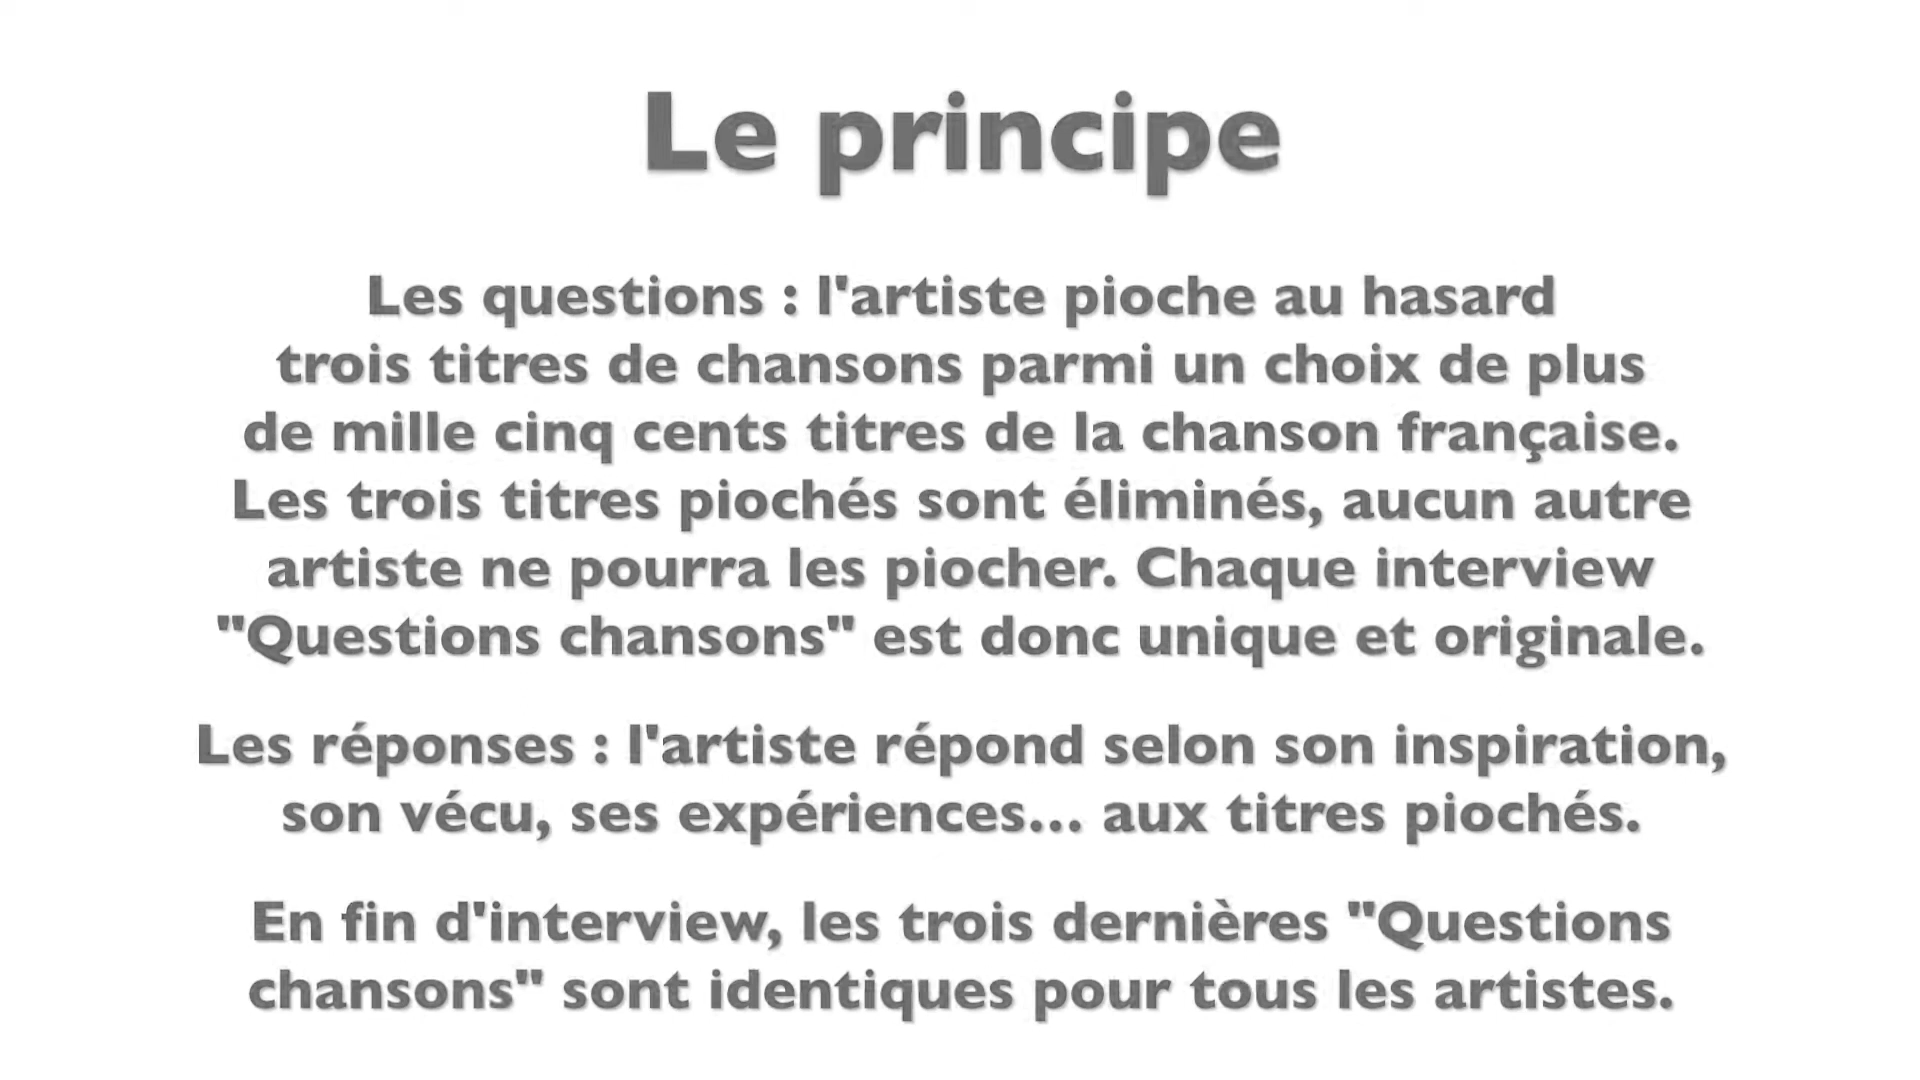 Le principe
Les questions : l'artiste pioche au hasard
trois titres de chansons parmi un choix de plus
de mille cinq cents titres de la chanson française.
Les trois titres piochés sont éliminés, aucun autre
artiste ne pourra les piocher. Chaque interview
"Questions chansons" est donc unique et originale.
Les réponses : l'artiste répond selon son inspiration,
son vécu, ses expériences... aux titres piochés.
En fin d'interview, les trois dernières "Questions
chansons" sont identiques pour tous les artistes.